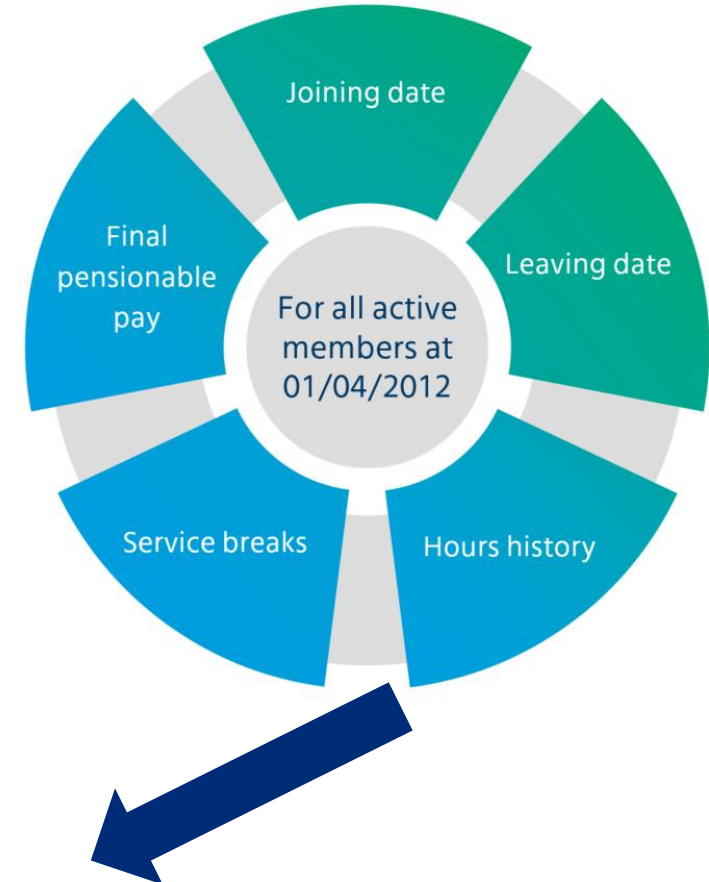 Joining date
Leaving date
Hours history
Service breaks
Final
pensionable
pay
For all active
members at
01/04/2012